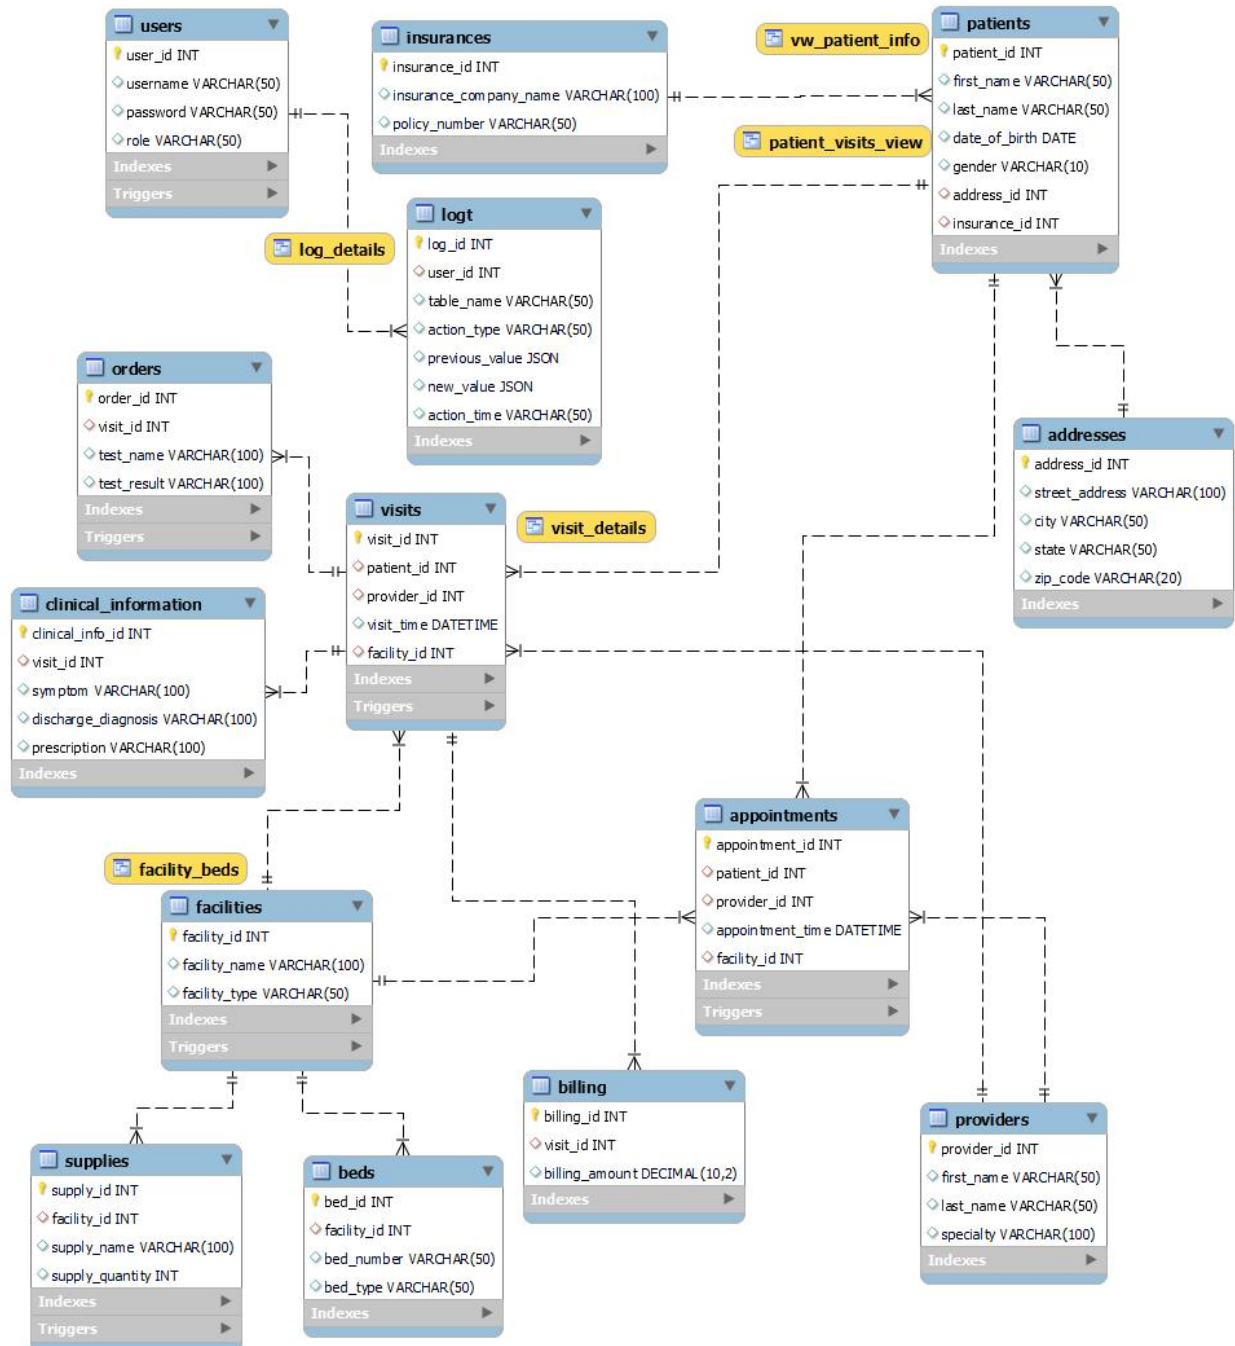 users
user_id INT
username VARCHAR(50)
password VARCHAR(50)
role VARCHAR(50)
Indexes
Triggers
insurances
insurance_id INT
insurance_company_name VARCHAR(100)
policy_number VARCHAR(50)
Indexes
vw_patient_info
patient_visits_view
patients
patient_id INT
first_name VARCHAR(50)
last_name VARCHAR(50)
date_of_birth DATE
gender VARCHAR(10)
address_id INT
insurance_id INT
Indexes
log_details
logt
log_id INT
user_id INT
table_name VARCHAR(50)
action_type VARCHAR(50)
previous_value JSON
new_value JSON
action_time VARCHAR(50)
Indexes
orders
order_id INT
visit_id INT
test_name VARCHAR(100)
test_result VARCHAR(100)
Indexes
Triggers
addresses
address_id INT
street_address VARCHAR(100)
city VARCHAR(50)
state VARCHAR(50)
zip_code VARCHAR(20)
Indexes
visits
visit_id INT
patient_id INT
provider_id INT
visit_time DATETIME
facility_id INT
Indexes
Triggers
visit_details
clinical_information
clinical_info_id INT
visit_id INT
symptom VARCHAR(100)
discharge_diagnosis VARCHAR(100)
prescription VARCHAR(100)
Indexes
appointments
appointment_id INT
patient_id INT
provider_id INT
appointment_time DATETIME
facility_id INT
Indexes
Triggers
facility_beds
facilities
facility_id INT
facility_name VARCHAR(100)
facility_type VARCHAR(50)
Indexes
Triggers
billing
billing_id INT
visit_id INT
billing_amount DECIMAL(10,2)
Indexes
providers
provider_id INT
first_name VARCHAR(50)
last_name VARCHAR(50)
specialty VARCHAR(100)
Indexes
supplies
supply_id INT
facility_id INT
supply_name VARCHAR(100)
supply_quantity INT
Indexes
Triggers
beds
bed_id INT
facility_id INT
bed_number VARCHAR(50)
bed_type VARCHAR(50)
Indexes